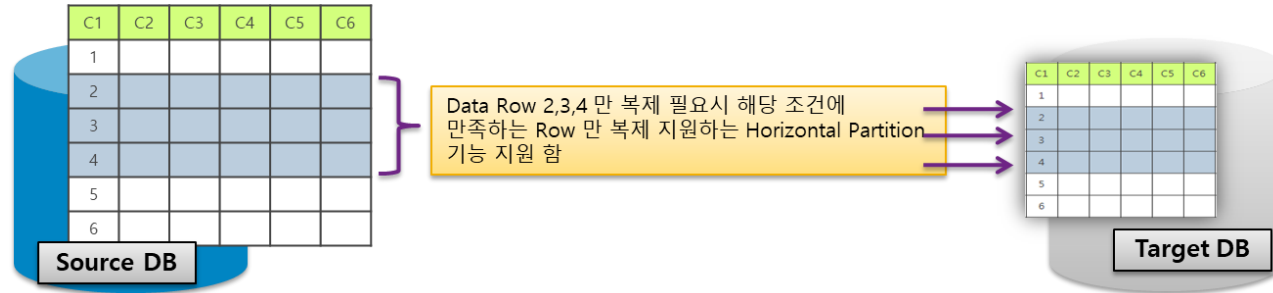 C1 C2 C3 C4 C5 C6
1
2
3
4
5
6
Source DB
Data Row 2,3,4 만 복제 필요시 해당 조건에
만족하는 Row 만 복제 지원하는 Horizontal Partition
기능 지원 함
C1 C2 C3 C4 C5 C6
1
2
3
4
5
6
Target DB